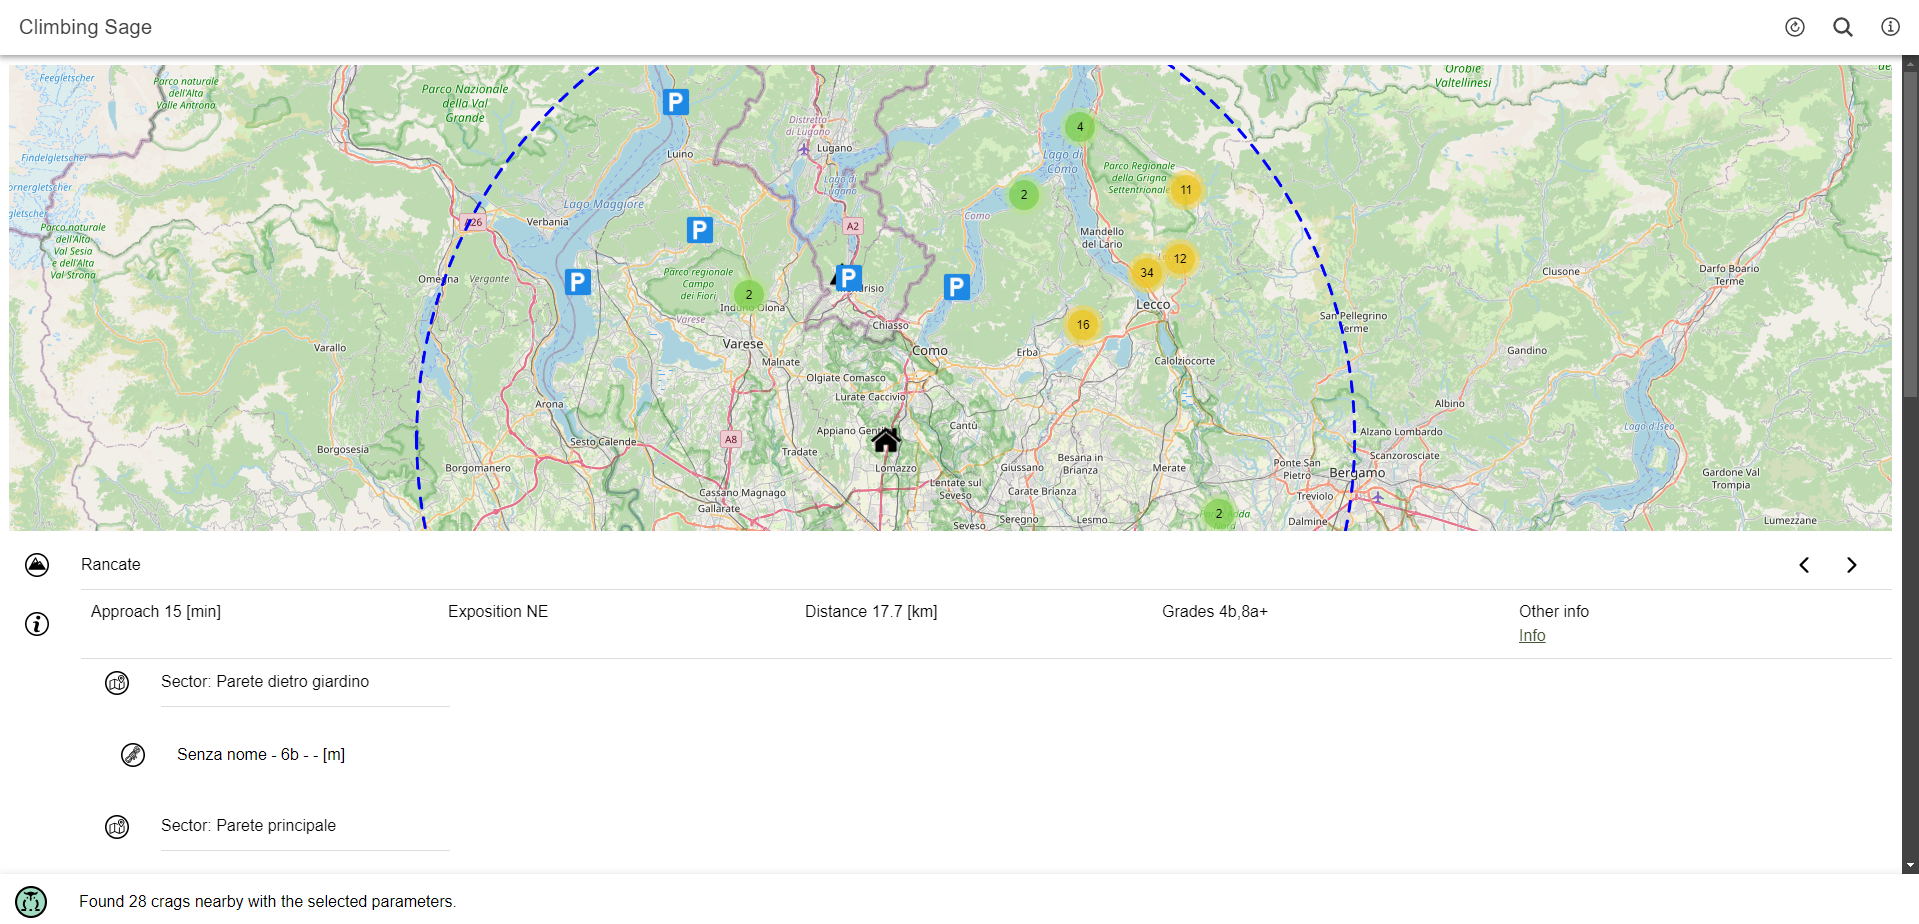 Climbing Sage
Feegletscher
Parco naturale
dell'Alta
Valle Antrona
Findelgletscher
Parco naturale
dell'Alta
Val Sesia
e dell'Alta
Val Strona
Parco Nazionale
della Val
Grande
P
Luino
Distretto
di Lugano
Lugano
Lago di
Lugano
4
Lago di
Como
Parco Regionale
della Grigna
Settentrionale
11
Orobie
Valtellinesi
2
Como
Lago Maggiore
Verbania
A26
P
A2
Mandello
del Lario
12
34
Lecco
Omegna
Vergante
P
Parco regionale
Campo
dei Fiori
2
Induno Olona
P
P
Clusone
Darfo Boario
Terme
16
San Pellegrino
Terme
Varese
Chiasso
Varallo
Varese
Malnate
Como
Erba
Calolziocorte
Gandino
Olgiate Comasco
Lurate Caccivio
Arona
Albino
Sesto Calende
A8
Appiano Gent
Cantù
Alzano Lombardo
Lago d'Iseo
Borgosesia
Tradate
Scanzorosciate
Borgomanero
Lomazzo
Giussano
Besana in
Brianza
Merate
Ponte San
Pietro
Bergamo
Gardone Val
Trompia
Cassano Magnago
Lentate sul
Seveso
Carate Brianza
Treviolo
Gallarate
Seveso
Seregno
Lesmo
2
Dalmine
Lumezzane
Rancate
Approach 15 [min]
Exposition NE
Distance 17.7 [km]
Grades 4b,8a+
Other info
Info
Sector: Parete dietro giardino
Senza nome - 6b - - [m]
Sector: Parete principale
Found 28 crags nearby with the selected parameters.